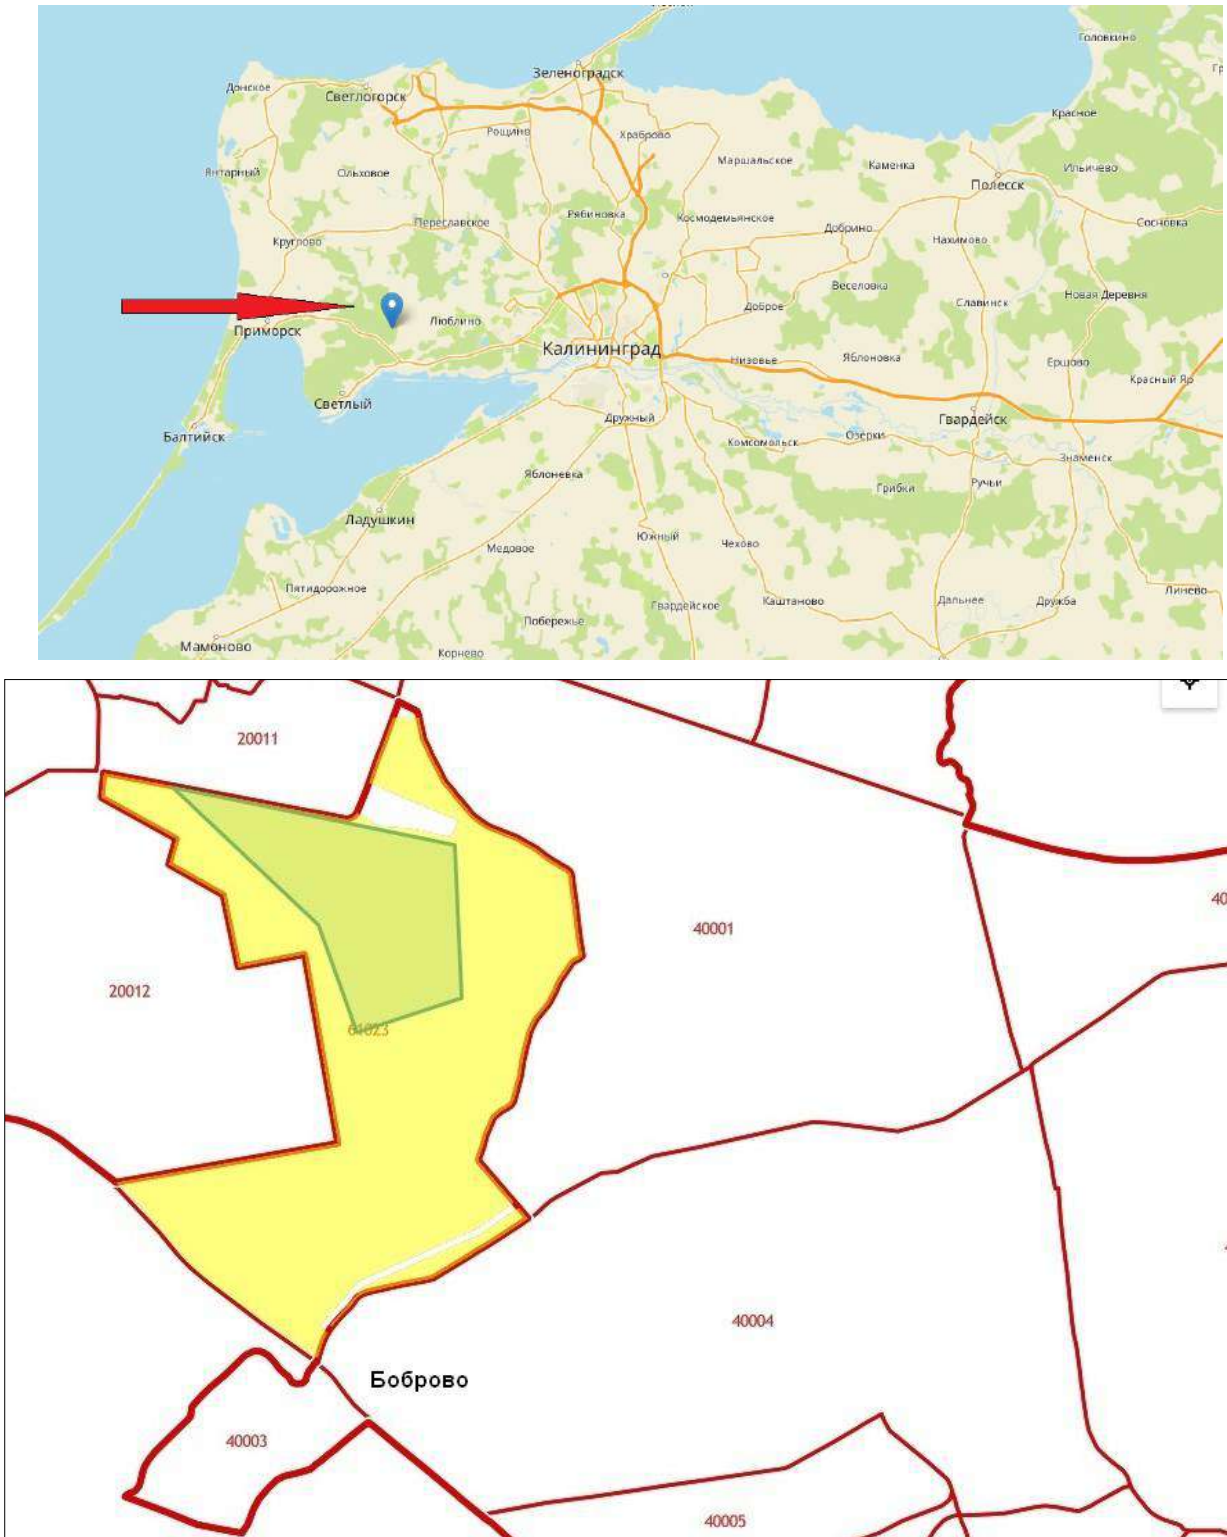 Головкино
Зеленоградск
Донское
Светлогорск
Красное
Рощино
Храброво
Маршальское
Каменка
Ильичево
Янтарный
Ольховое
Полесск
Переславское
Рябиновка
Космодемьянское
Добрино
Сосновка
Круглово
Нахимово
Веселовка
Новая Деревня
Доброе
Славинск
Люблино
Приморск
Калининград
Низовье
Яблоновка
Ершово
Красный Яр
Светлый
Дружный
Гвардейск
Балтийск
Комсомольск
Озёрки
Знаменск
Яблоневка
Грибки
Ручьи
Ладушкин
Южный
Чехово
Медовое
Пятидорожное
Гвардейское
Каштаново
Дальнее
Дружба
Линево
Побережье
Мамоново
Корнево
20011
40
40001
20012
61023
40004
Боброво
40003
40005